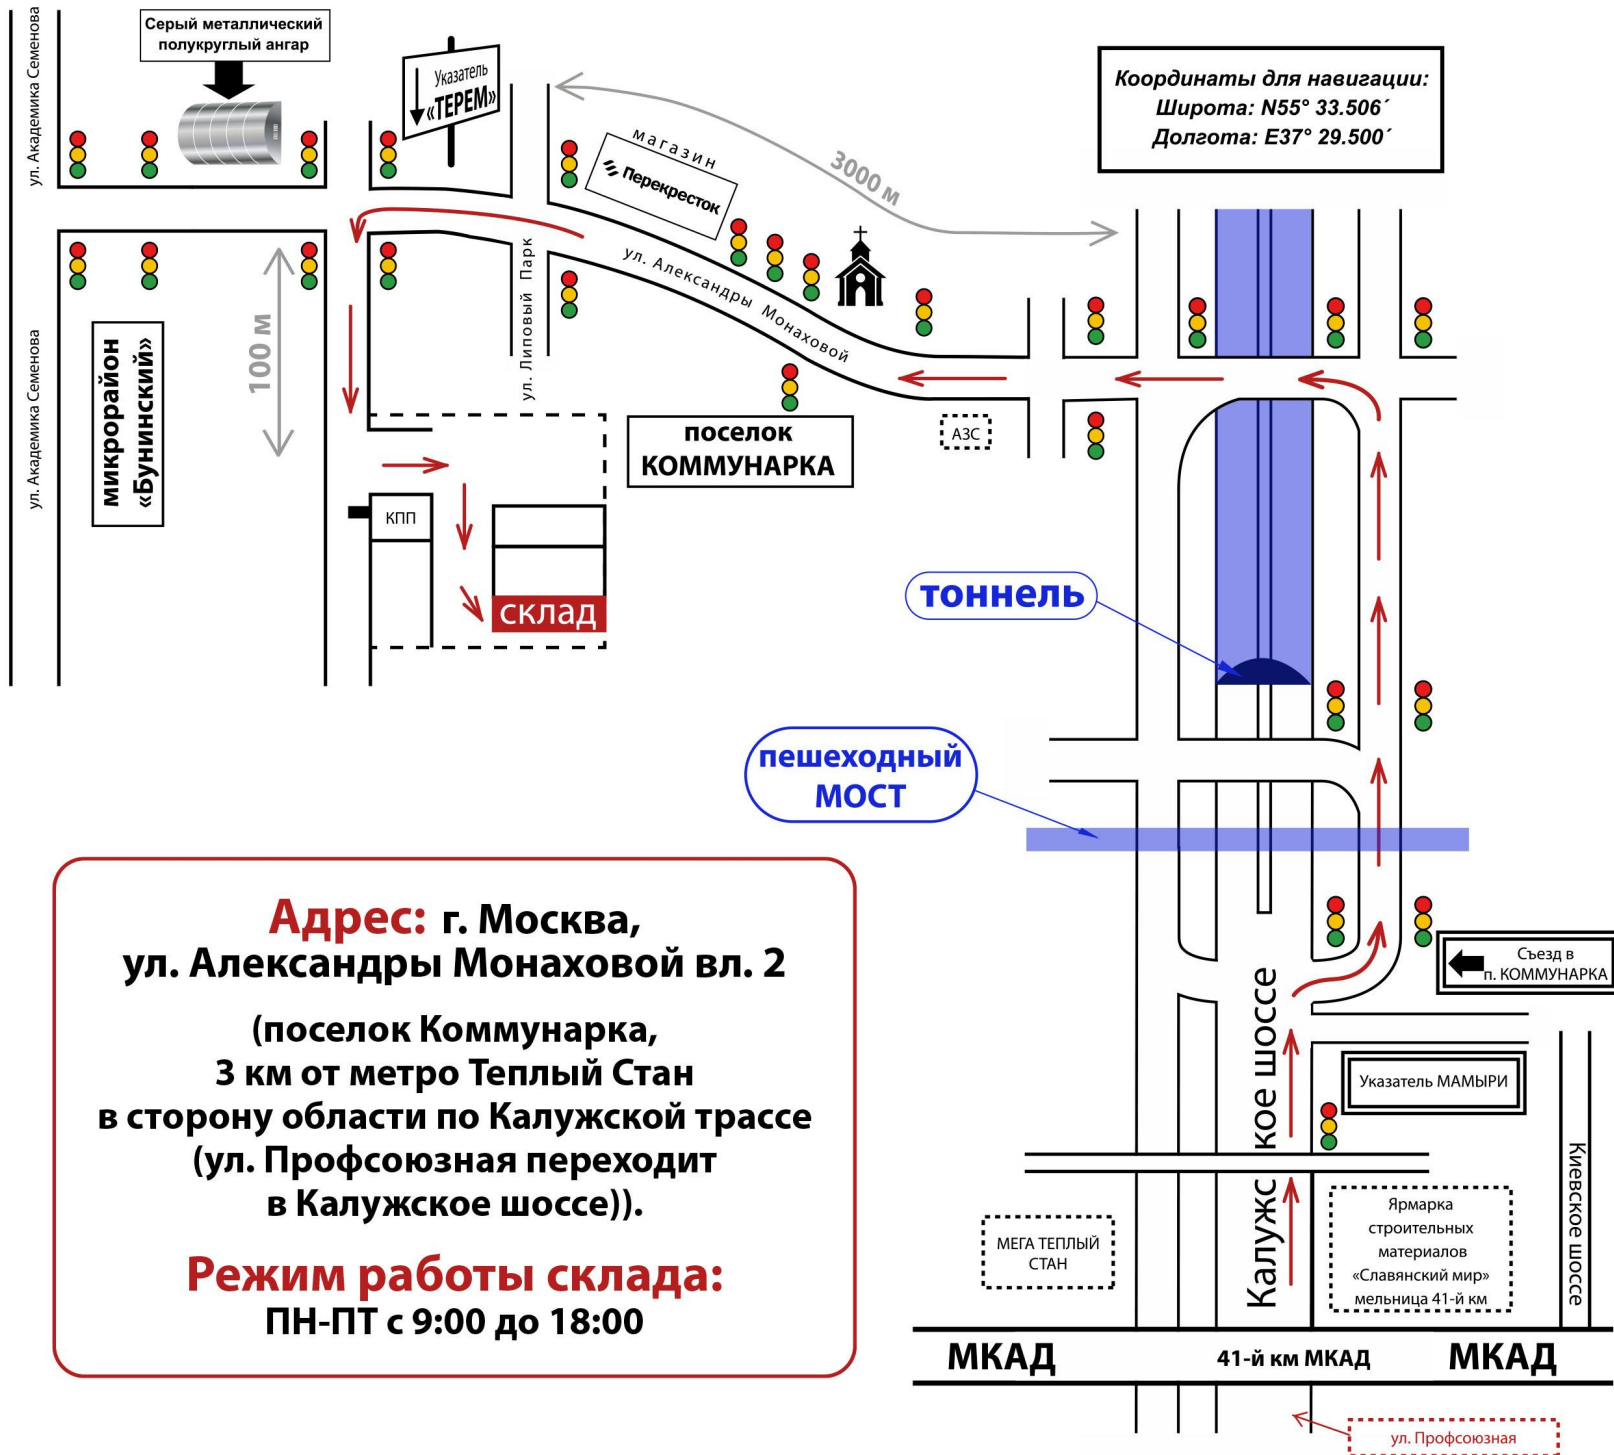 ул. Академика Семенова
Серый металлический
полукруглый ангар
Указатель
«ТЕРЕМ»
магазин
Перекресток
3000 м
Координаты для навигации:
Широта: N55° 33.506´
Долгота: E37° 29.500´
ул. Александры Монаховой
ул. Липовый Парк
100 м
ул. Академика Семенова
микрорайон
«Бунинский»
поселок
КОММУНАРКА
АЗС
КПП
склад
тоннель
пешеходный
МОСТ
Съезд в
п. КОММУНАРКА
Указатель МАМЫРИ
Калужс кое шоссе
Киевское шоссе
МЕГА ТЕПЛЫЙ
СТАН
Ярмарка
строительных
материалов
«Славянский мир»
мельница 41-й км
МКАД
41-й км МКАД
МКАД
ул. Профсоюзная
Адрес: г. Москва,
ул. Александры Монаховой вл. 2
(поселок Коммунарка,
3 км от метро Теплый Стан
в сторону области по Калужской трассе
(ул. Профсоюзная переходит
в Калужское шоссе)).
Режим работы склада:
ПН-ПТ с 9:00 до 18:00